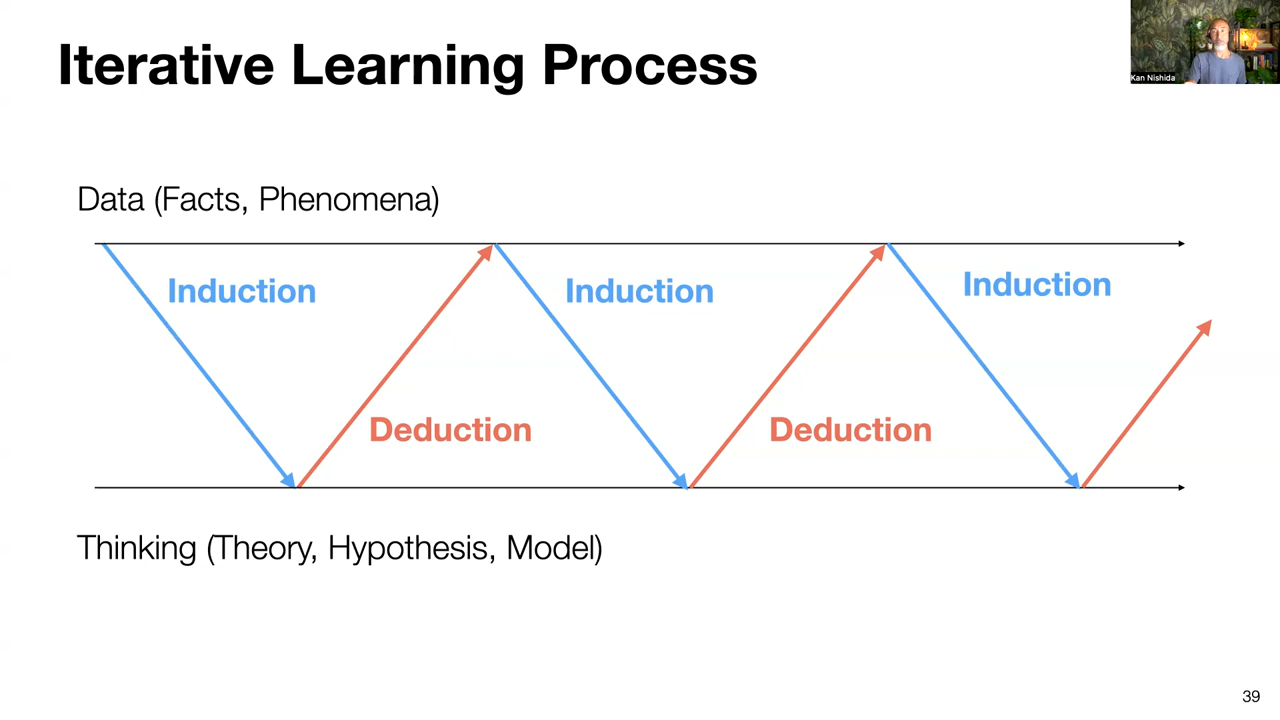 Iterative Learning Process
Kan Nishida
Data (Facts, Phenomena)
Induction
Induction
Induction
Deduction
Deduction
Thinking (Theory, Hypothesis, Model)
39